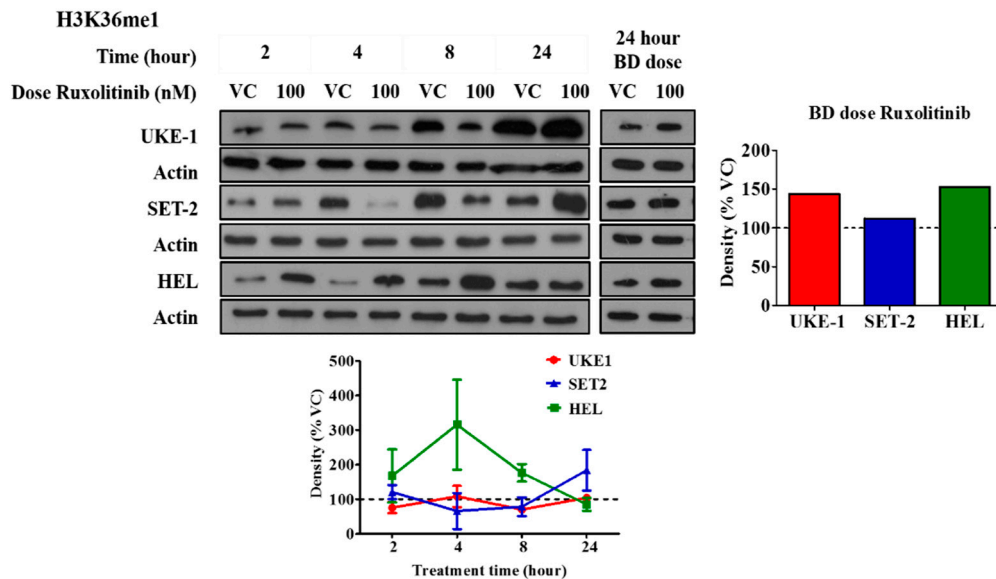 H3K36me1
Time (hour) 2 4 8 24 24 hour
BD dose
Dose Ruxolitinib (nM) VC 100 VC 100 VC 100 VC 100 VC 100
UKE-1
Actin
SET-2
Actin
HEL
Actin
BD dose Ruxolitinib
Density (% VC)
200
150
100
50
0
UKE-1 SET-2 HEL
Density (% VC)
500
400
300
200
100
0
UKE1
SET2
HEL
2 4 8 24
Treatment time (hour)